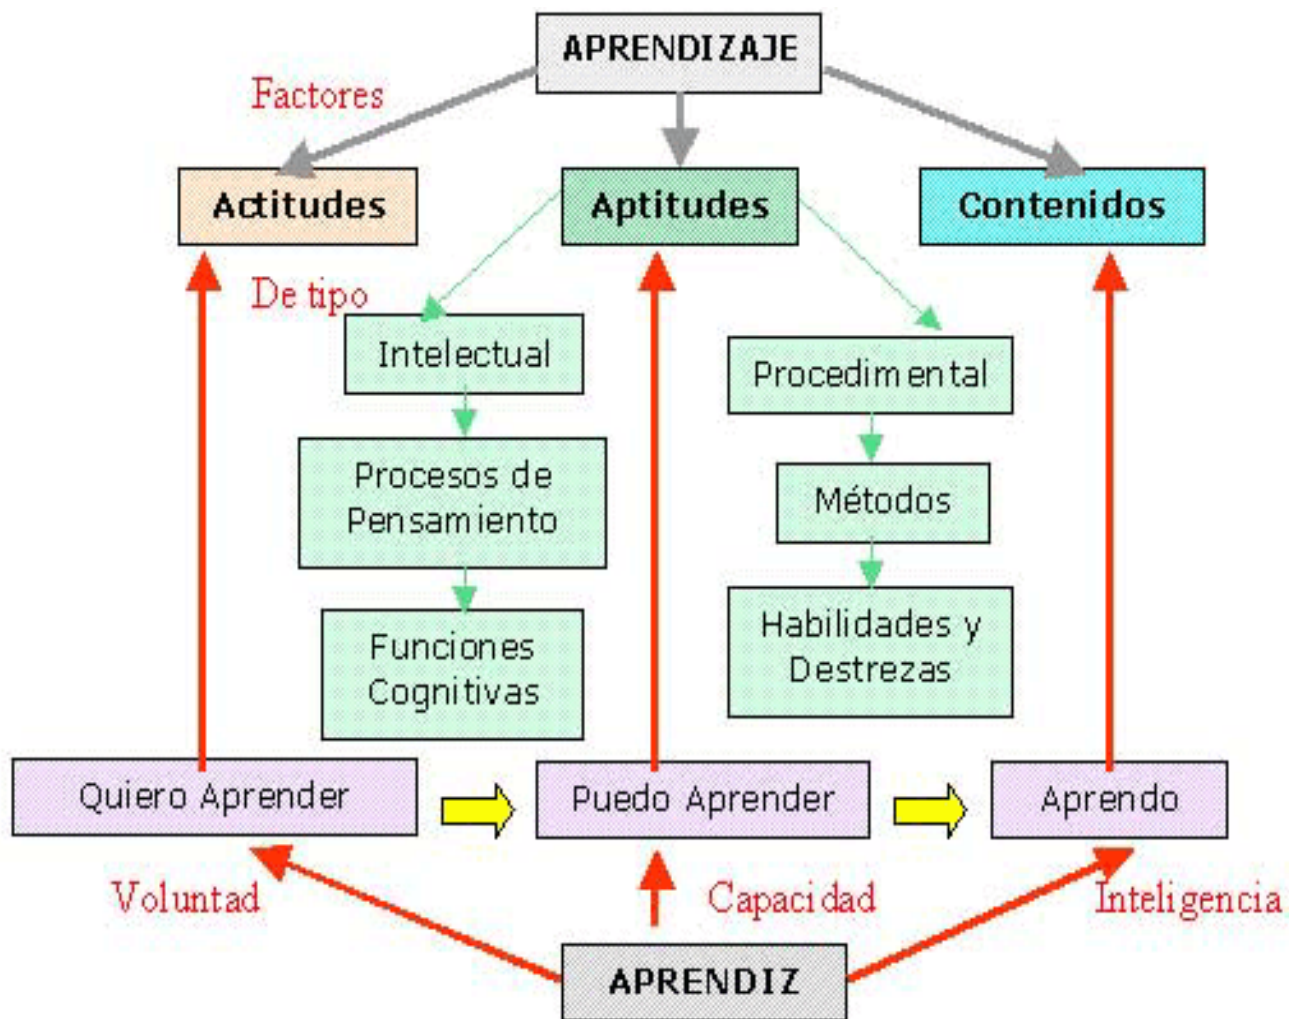 APRENDIZAJE
Factores
Actitudes
Aptitudes
Contenidos
De tipo
Intelectual
Procedimental
Procesos de
Pensamiento
Métodos
Funciones
Cognitivas
Habilidades y
Destrezas
Quiero Aprender
Puedo Aprender
Aprendo
Voluntad
Capacidad
Inteligencia
APRENDIZ